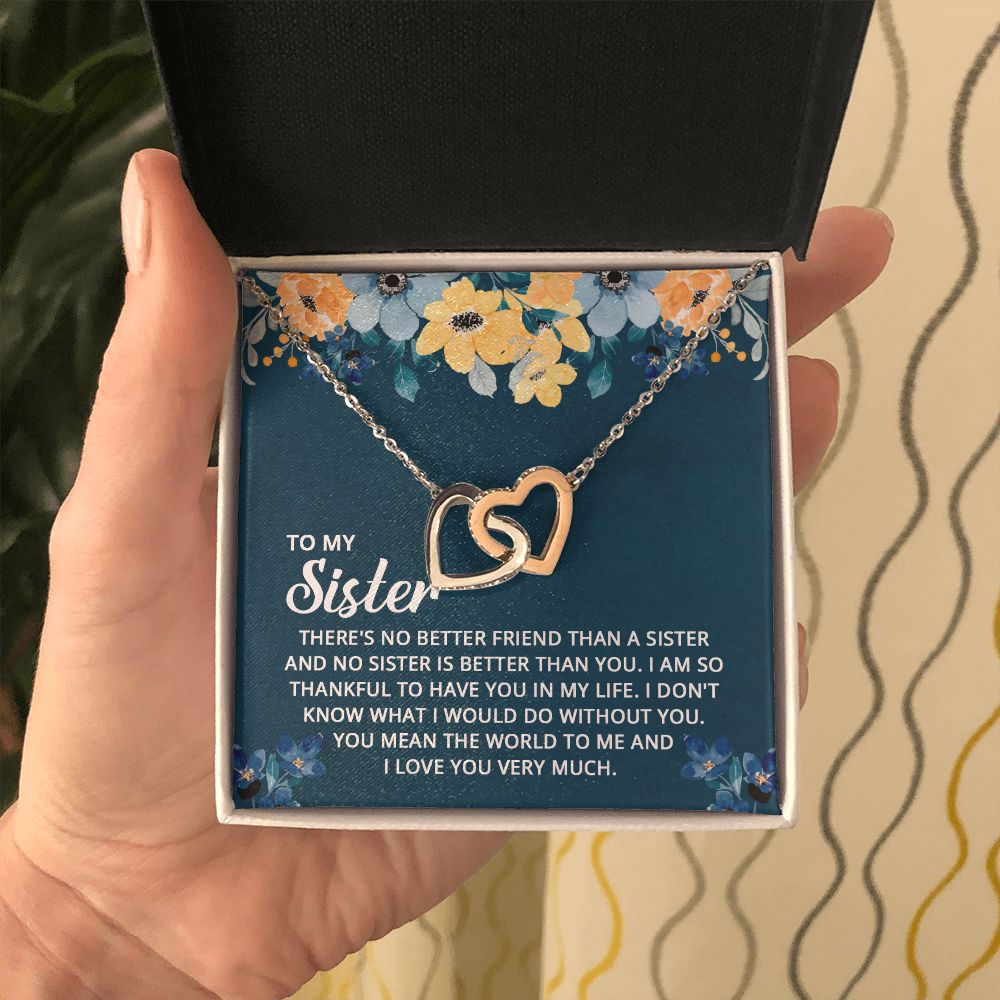 TO MY
Sister
THERE'S NO BETTER FRIEND THAN A SISTER
AND NO SISTER IS BETTER THAN YOU. I AM SO
THANKFUL TO HAVE YOU IN MY LIFE. I DON'T
KNOW WHAT I WOULD DO WITHOUT YOU.
YOU MEAN THE WORLD TO ME AND
I LOVE YOU VERY MUCH.